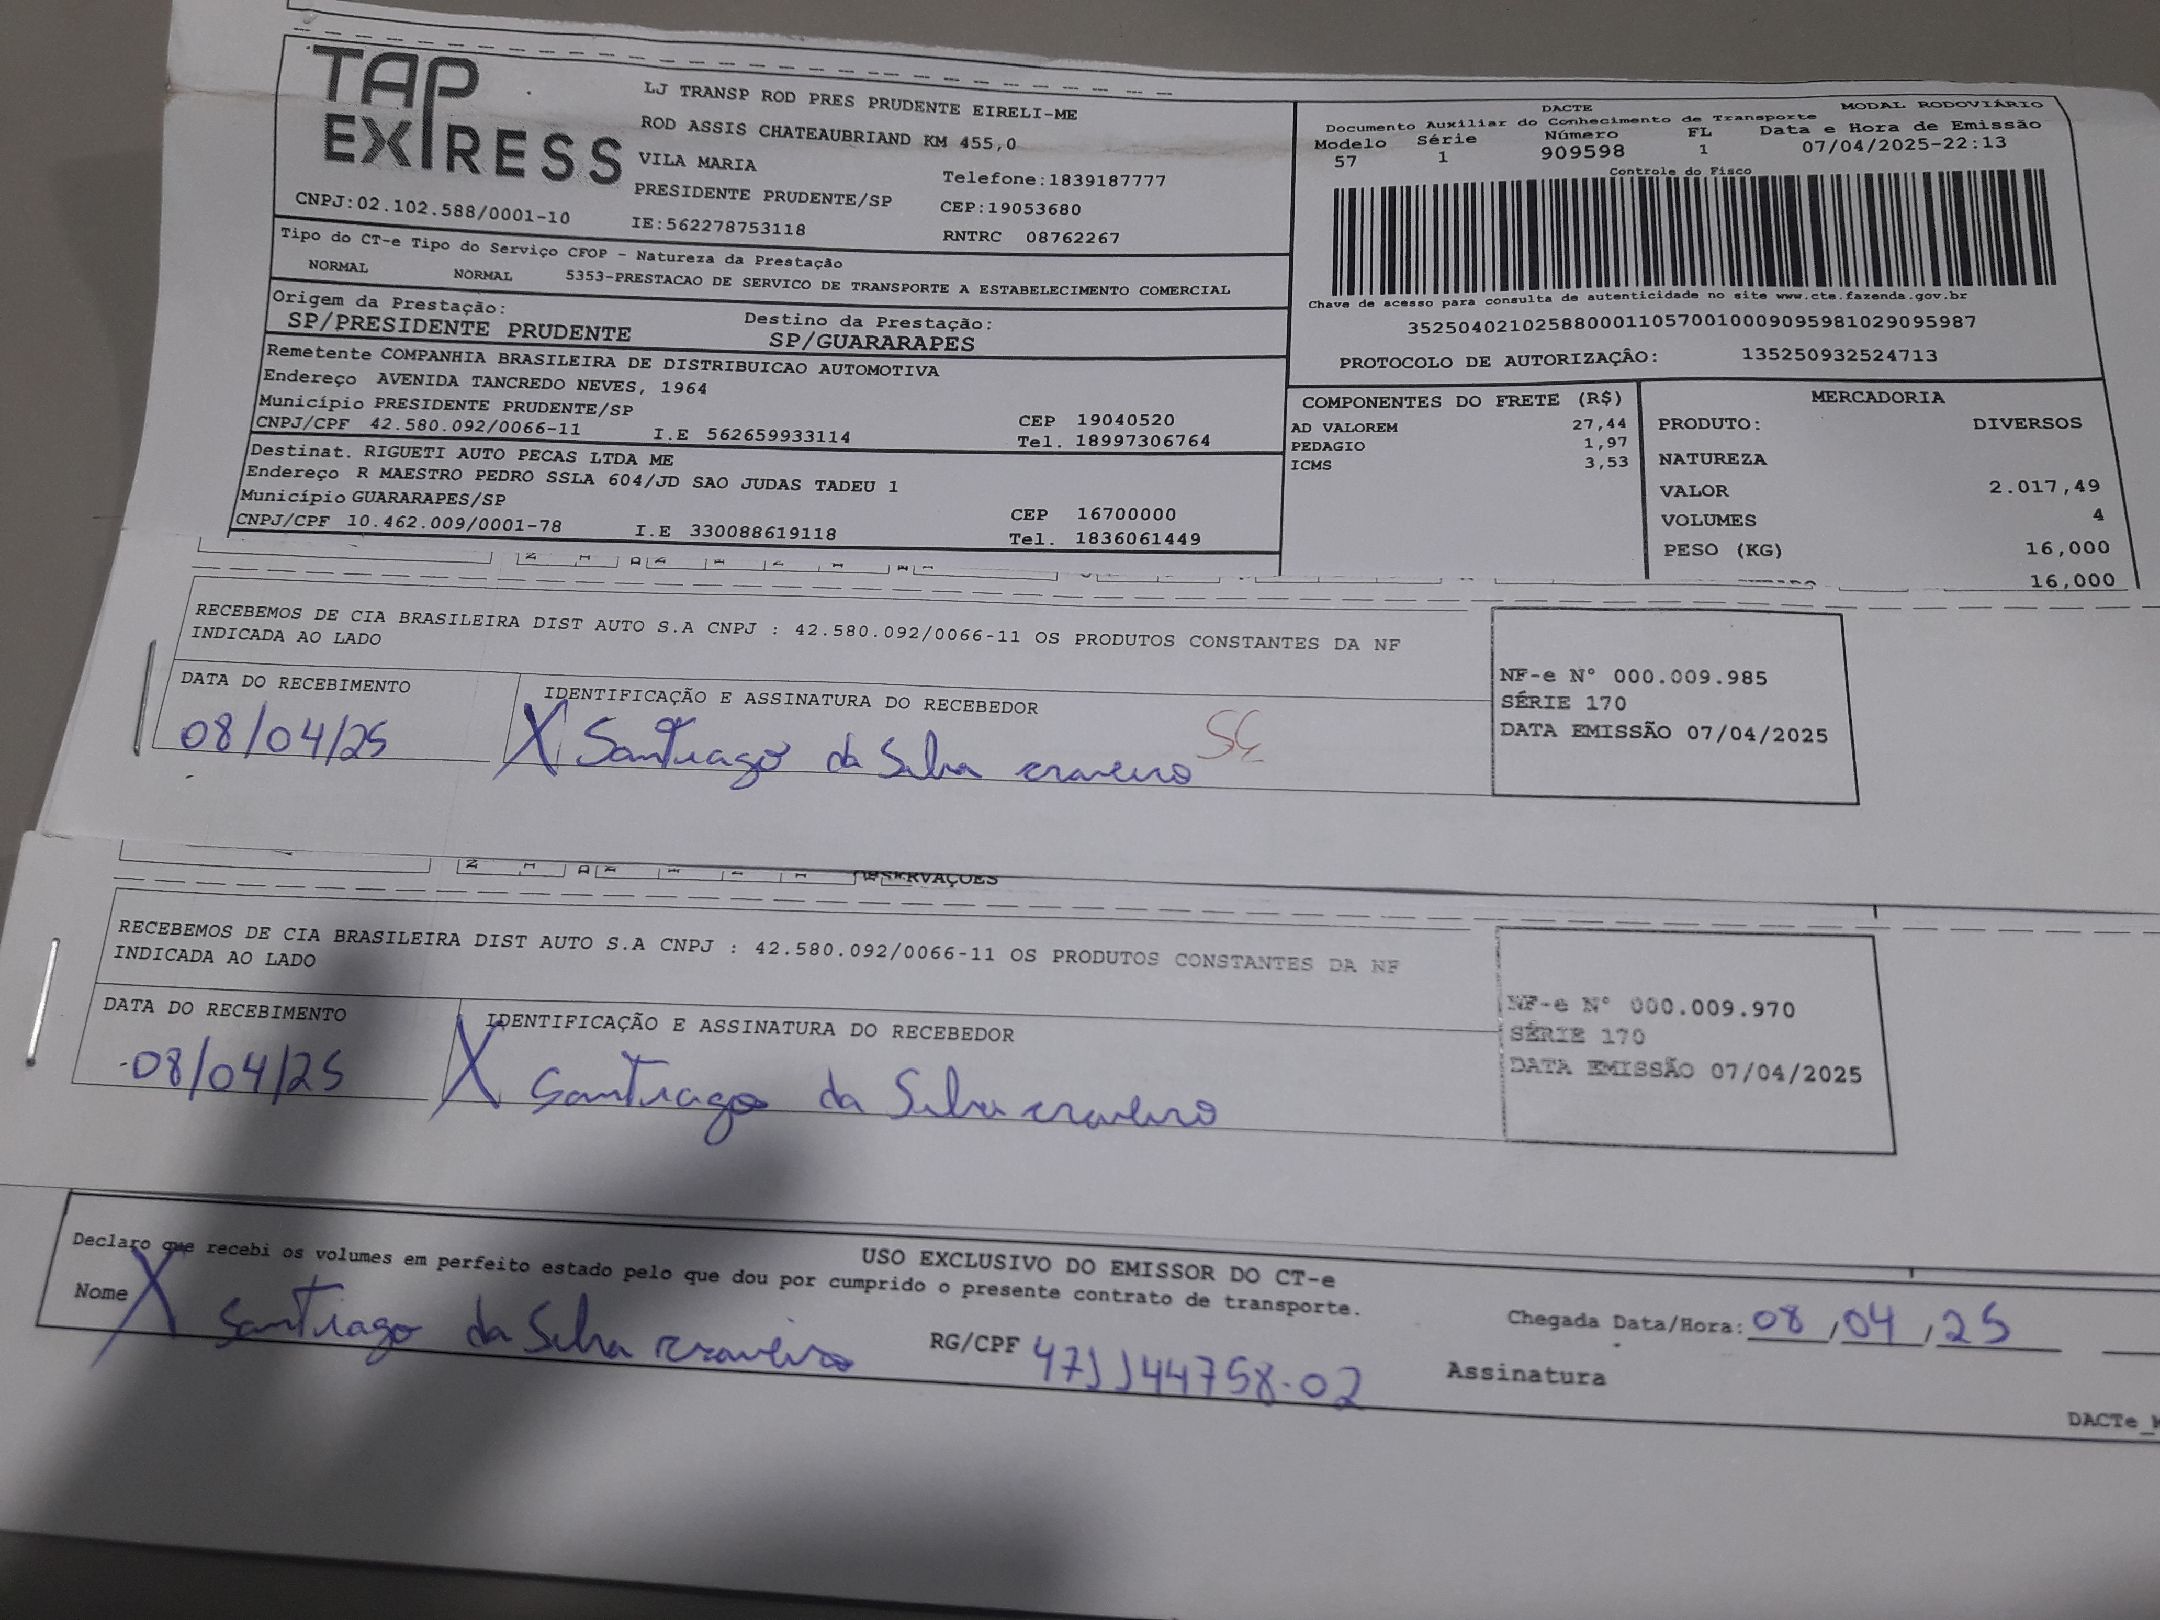 TAP
EXPRESS
LJ TRANSP ROD PRES PRUDENTE EIRELI-ME
ROD ASSIS CHATEAUBRIAND KM 455,0
VILA MARIA
Telefone:1839187777
PRESIDENTE PRUDENTE/SP
CEP:19053680
CNPJ:02.102.588/0001-10
IE:562278753118
RNTRC 08762267
DACTE
MODAL RODOVIÁRIO
Documento Auxiliar do Conhecimento de Transporte
Modelo Série Número FL Data e Hora de Emissão
57 1 909598 1 07/04/2025-22:13
Controle do Fisco
Chave de acesso para consulta de autenticidade no site www.cte.fazenda.gov.br
35250402102588000110570010009095981029095987
PROTOCOLO DE AUTORIZAÇÃO: 135250932524713
Tipo do CT-e Tipo do Serviço CFOP - Natureza da Prestação
NORMAL NORMAL 5353-PRESTACAO DE SERVICO DE TRANSPORTE A ESTABELECIMENTO COMERCIAL
Origem da Prestação: Destino da Prestação:
SP/PRESIDENTE PRUDENTE SP/GUARARAPES
Remetente COMPANHIA BRASILEIRA DE DISTRIBUICAO AUTOMOTIVA
Endereço AVENIDA TANCREDO NEVES, 1964
Município PRESIDENTE PRUDENTE/SP CEP 19040520
CNPJ/CPF 42.580.092/0066-11 I.E 562659933114 Tel. 18997306764
Destinat. RIGUETI AUTO PECAS LTDA ME
Endereço R MAESTRO PEDRO SSLA 604/JD SAO JUDAS TADEU 1
Município GUARARAPES/SP CEP 16700000
CNPJ/CPF 10.462.009/0001-78 I.E 330088619118 Tel. 1836061449
COMPONENTES DO FRETE (R$)
AD VALOREM 27,44
PEDAGIO 1,97
ICMS 3,53
MERCADORIA
PRODUTO: DIVERSOS
NATUREZA
VALOR 2.017,49
VOLUMES 4
PESO (KG) 16,000
16,000
RECEBEMOS DE CIA BRASILEIRA DIST AUTO S.A CNPJ : 42.580.092/0066-11 OS PRODUTOS CONSTANTES DA NF
INDICADA AO LADO
DATA DO RECEBIMENTO
08/04/25
IDENTIFICAÇÃO E ASSINATURA DO RECEBEDOR
X Santiago da Silva craveiro
NF-e N° 000.009.985
SÉRIE 170
DATA EMISSÃO 07/04/2025
RECEBEMOS DE CIA BRASILEIRA DIST AUTO S.A CNPJ : 42.580.092/0066-11 OS PRODUTOS CONSTANTES DA NF
INDICADA AO LADO
DATA DO RECEBIMENTO
08/04/25
IDENTIFICAÇÃO E ASSINATURA DO RECEBEDOR
X Santiago da Silva craveiro
NF-e N° 000.009.970
SÉRIE 170
DATA EMISSÃO 07/04/2025
USO EXCLUSIVO DO EMISSOR DO CT-e
Declaro que recebi os volumes em perfeito estado pelo que dou por cumprido o presente contrato de transporte.
Nome X Santiago da Silva craveiro
RG/CPF 471144758-02
Chegada Data/Hora: 08/04/25
Assinatura